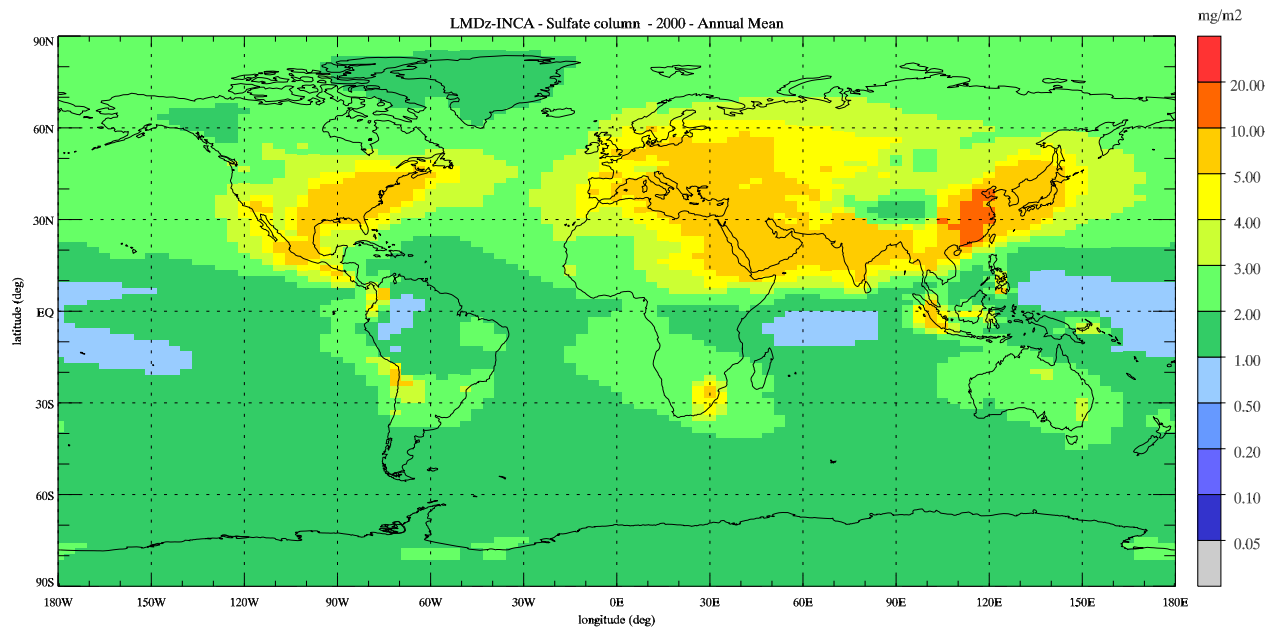 LMDz-INCA - Sulfate column - 2000 - Annual Mean
mg/m2
90N
60N
30N
EQ
30S
60S
90S
latitude (deg)
180W
150W
120W
90W
60W
30W
0E
30E
60E
90E
120E
150E
180E
longitude (deg)
20.00
10.00
5.00
4.00
3.00
2.00
1.00
0.50
0.20
0.10
0.05